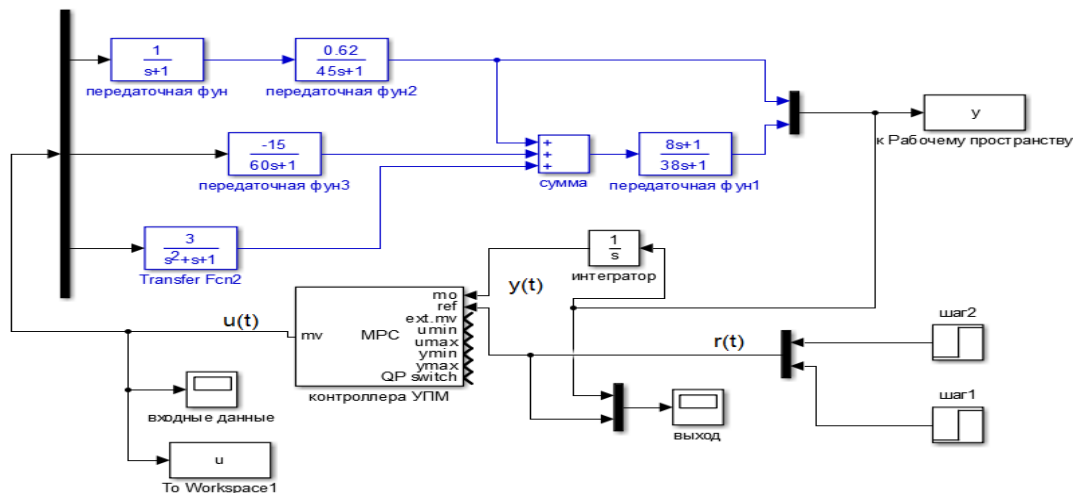 1
s+1
передаточная фун
0.62
45s+1
передаточная фун2
y
к Рабочему пространству
-15
60s+1
передаточная фун3
+
+
+
сумма
8s+1
38s+1
передаточная фун1
3
s²+s+1
Transfer Fcn2
1
s
интегратор
y(t)
u(t)
mv
MPC
mo
ref
ext.mv
umin
umax
ymin
ymax
QP switch
контроллера УПМ
r(t)
шаг2
шаг1
входные данные
выход
u
To Workspace1